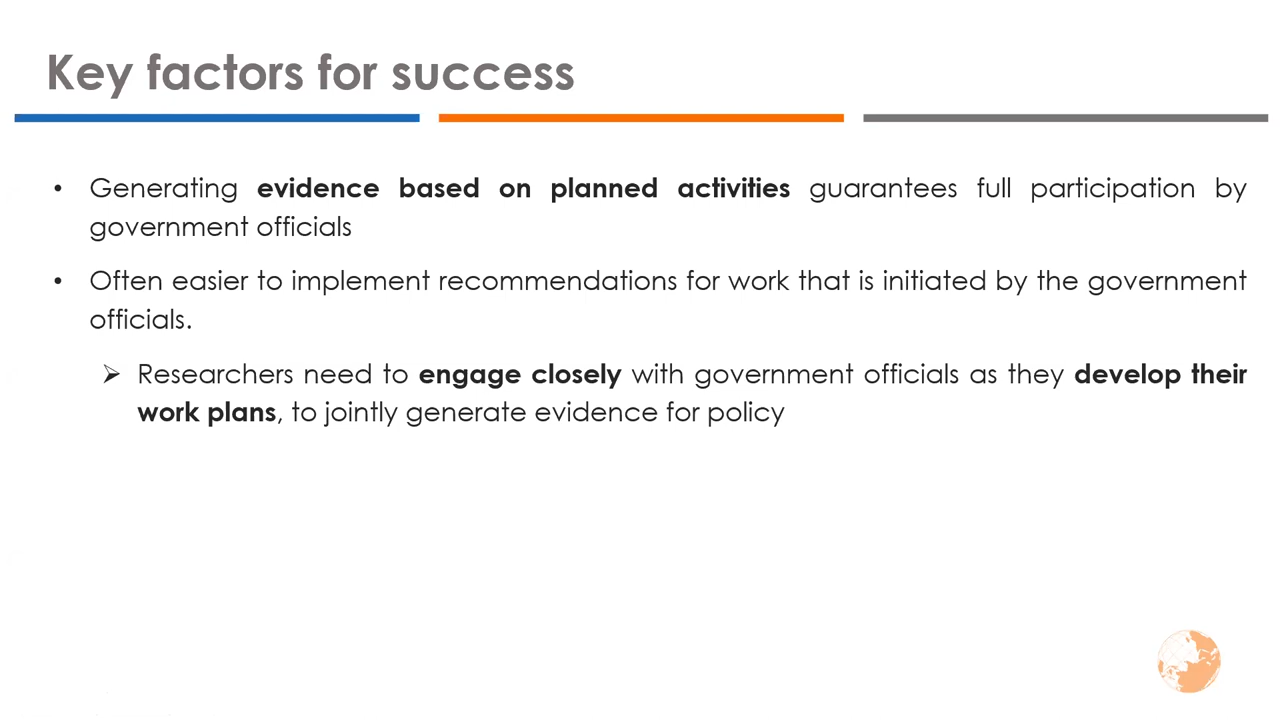 Key factors for success
• Generating evidence based on planned activities guarantees full participation by
government officials
• Often easier to implement recommendations for work that is initiated by the government
officials.
➢ Researchers need to engage closely with government officials as they develop their
work plans, to jointly generate evidence for policy